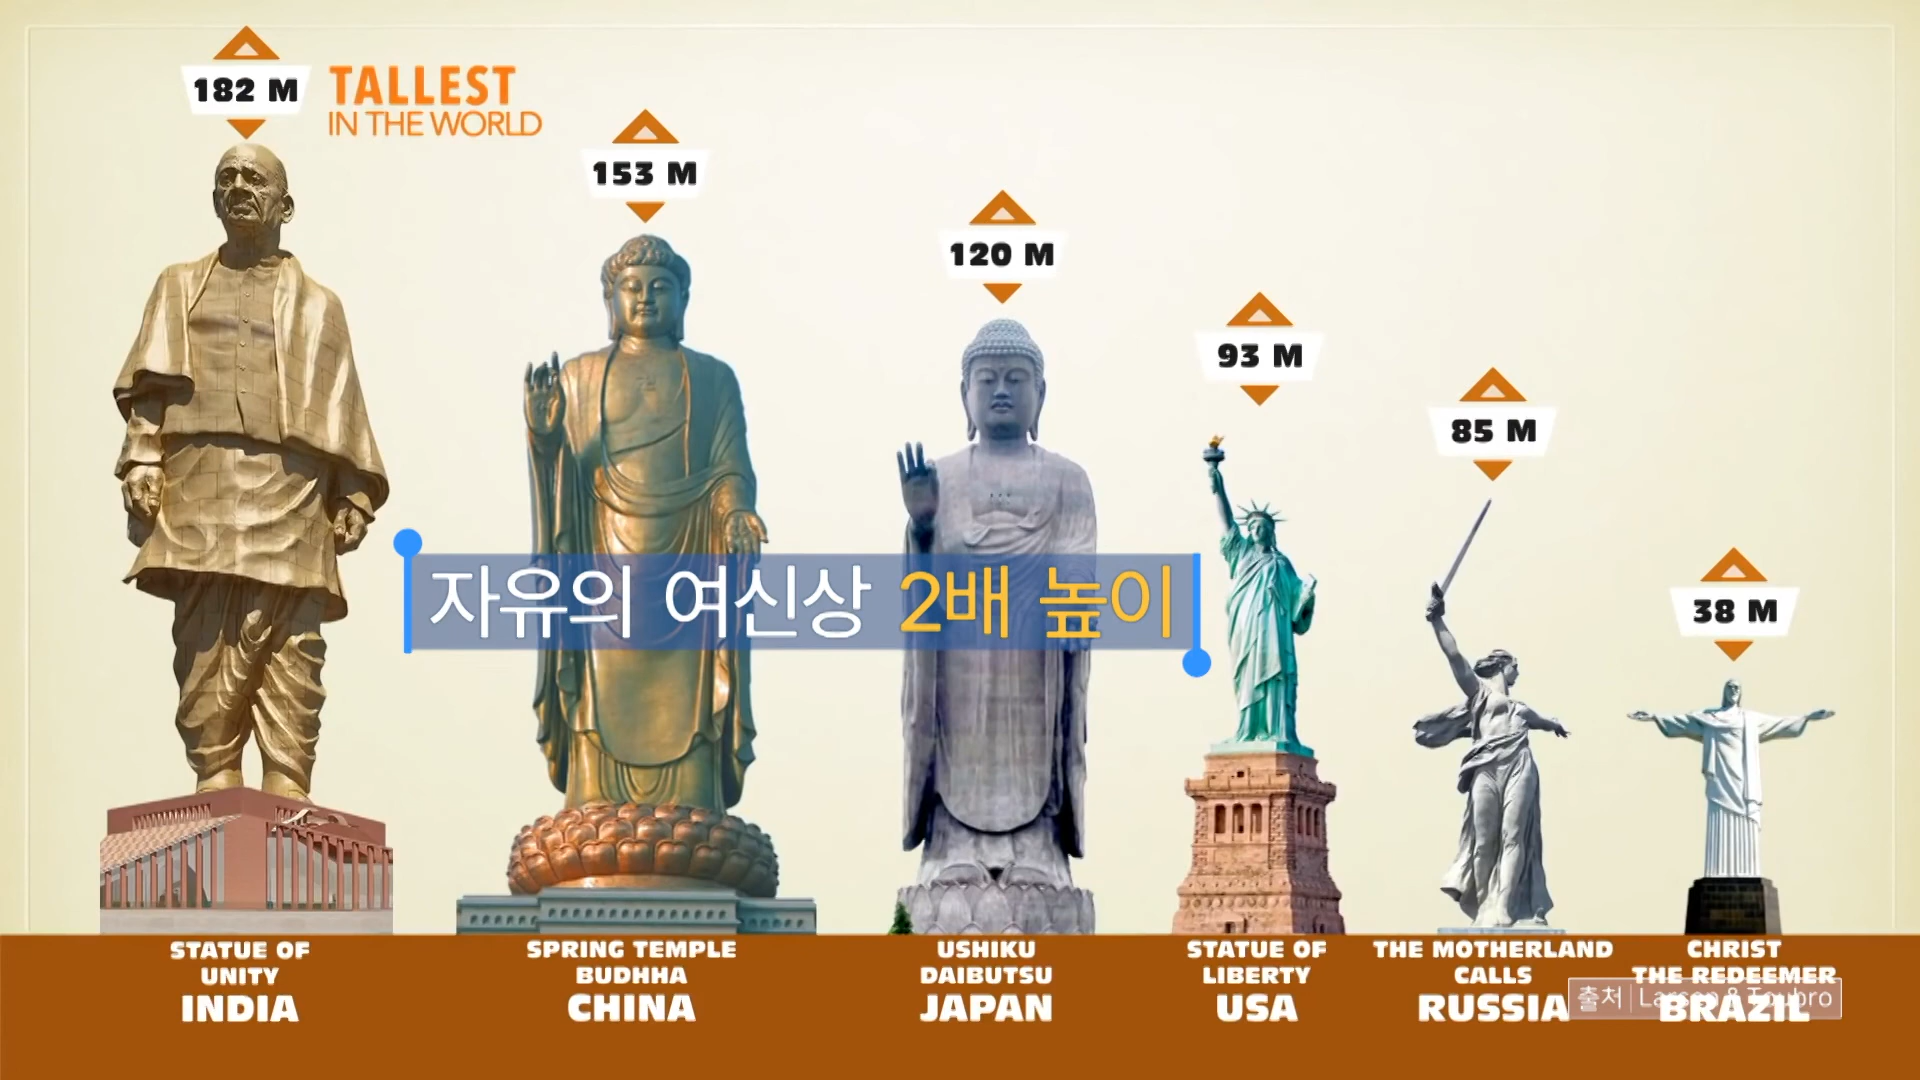 182 M
TALLEST
IN THE WORLD
153 M
120 M
93 M
85 M
38 M
자유의 여신상 2배 높이
STATUE OF
UNITY
INDIA
SPRING TEMPLE
BUDHHA
CHINA
USHIKU
DAIBUTSU
JAPAN
STATUE OF
LIBERTY
USA
THE MOTHERLAND
CALLS
RUSSIA
CHRIST
THE REDEEMER
BRAZIL
출처 | Larsen & Toubro